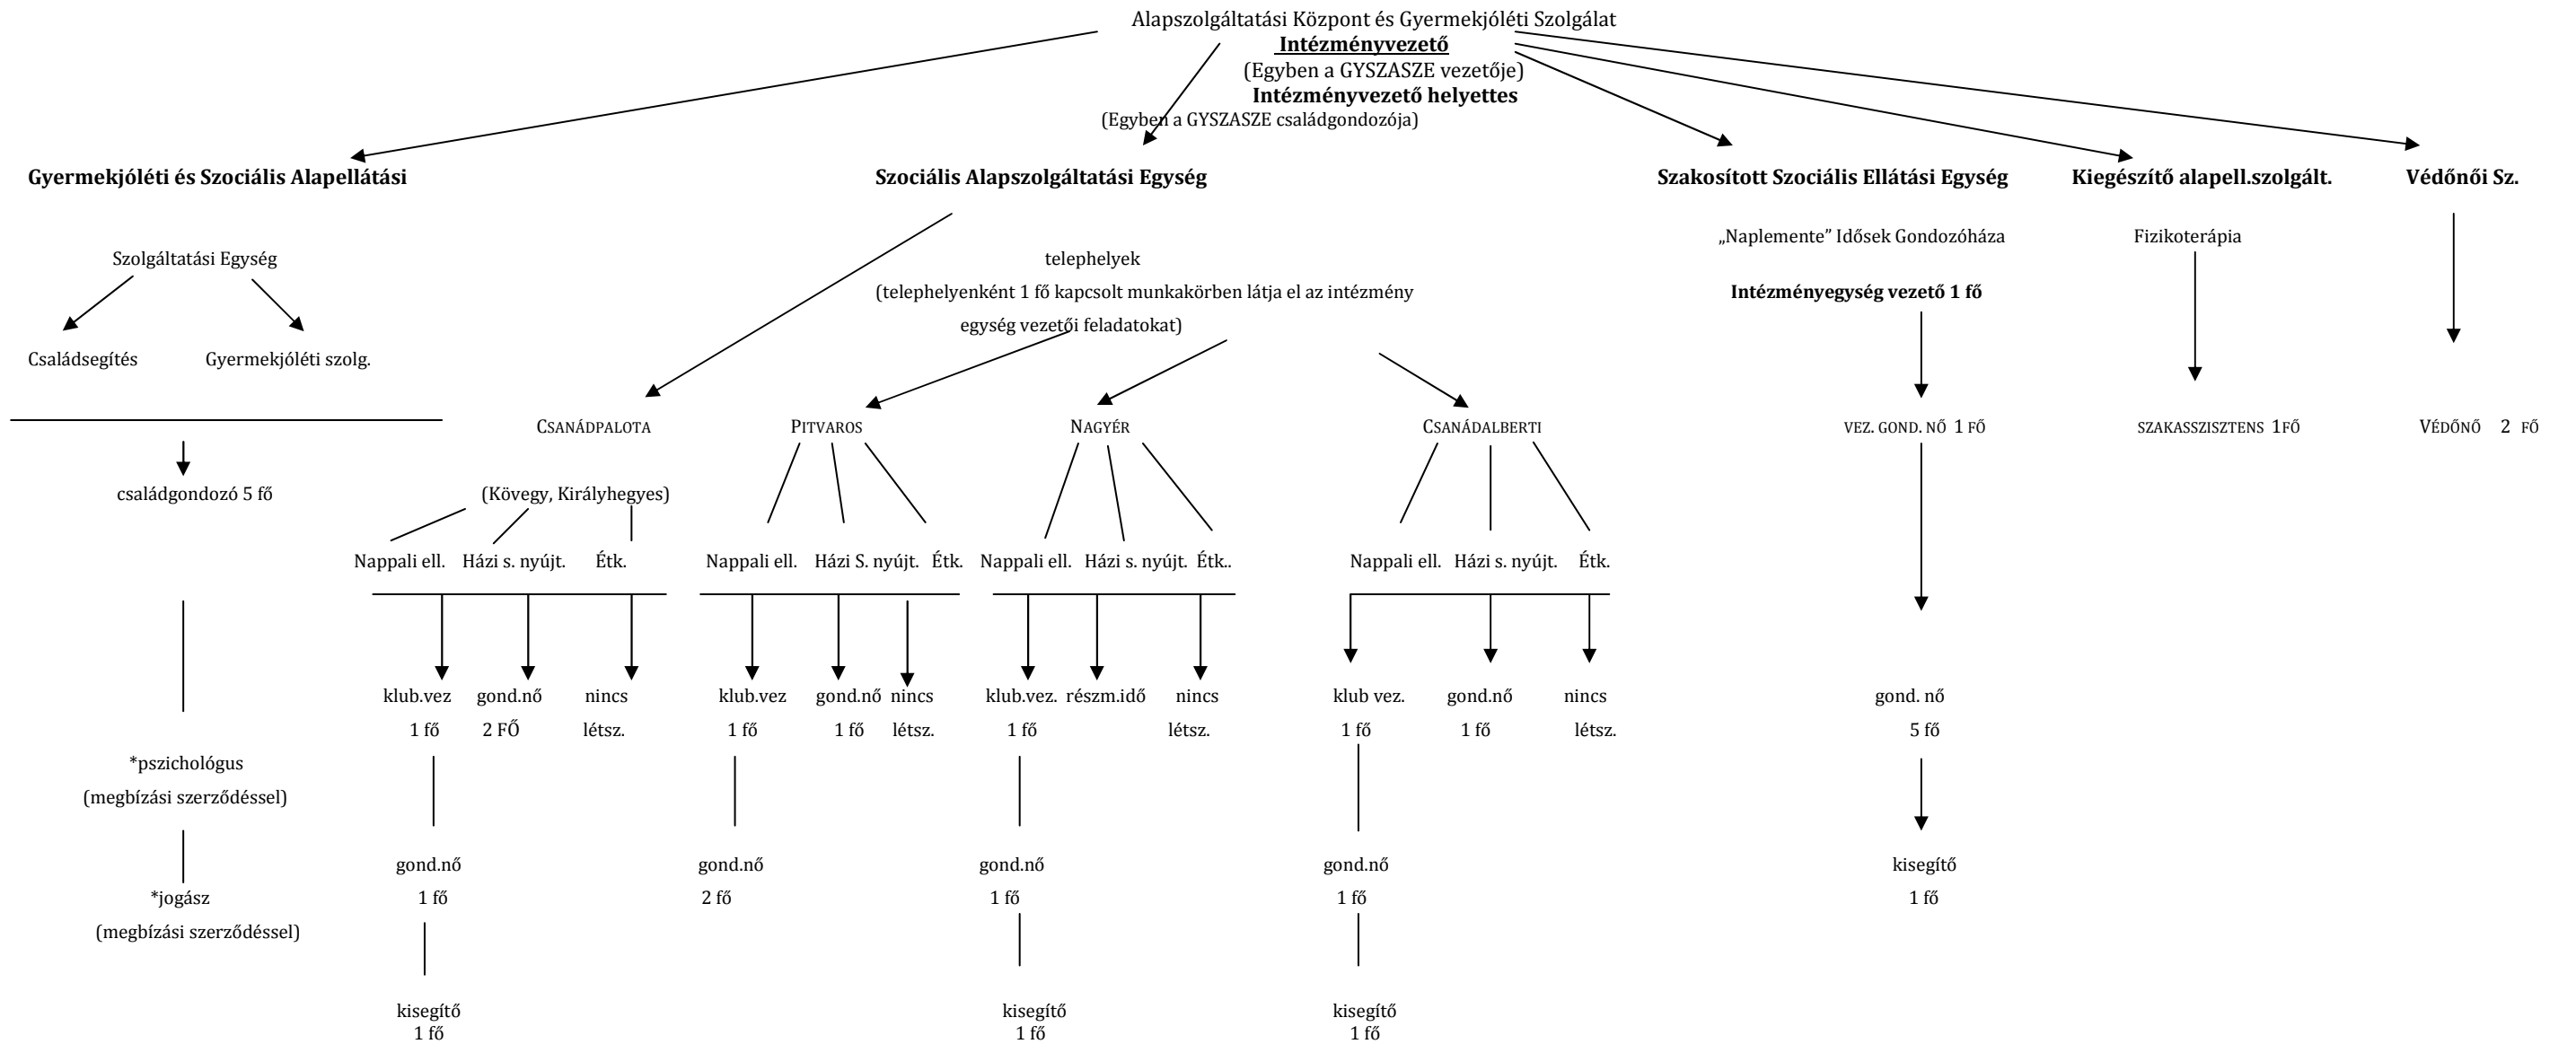 Alapszolgáltatási Központ és Gyermekjóléti Szolgálat
Intézményvezető
(Egyben a GYSZASZE vezetője)
Intézményvezető helyettes
(Egyben a GYSZASZE családgondozója)
Gyermekjóléti és Szociális Alapellátási Szociális Alapszolgáltatási Egység Szakosított Szociális Ellátási Egység Kiegészítő alapell.szolgált. Védőnői Sz.
„Naplemente” Idősek Gondozóháza Fizikoterápia
Szolgáltatási Egység telephelyek
(telephelyenként 1 fő kapcsolt munkakörben látja el az intézmény Intézményegység vezető 1 fő
egység vezetői feladatokat)
Családsegítés Gyermekjóléti szolg.
CSANÁDPALOTA PITVAROS NAGYÉR CSANÁDALBERTI VEZ. GOND. NŐ 1 FŐ SZAKASSZISZTENS 1FŐ VÉDŐNŐ 2 FŐ
családgondozó 5 fő (Kövegy, Királyhegyes)
Nappali ell. Házi s. nyújt. Étk. Nappali ell. Házi S. nyújt. Étk. Nappali ell. Házi s. nyújt. Étk.. Nappali ell. Házi s. nyújt. Étk.
klub.vez gond.nő nincs klub.vez gond.nő nincs klub.vez. részm.idő nincs klub vez. gond.nő nincs gond. nő
1 fő 2 FŐ létsz. 1 fő 1 fő létsz. 1 fő létsz. 1 fő 1 fő létsz. 5 fő
*pszichológus
(megbízási szerződéssel)
gond.nő gond.nő gond.nő gond.nő kisegítő
*jogász 1 fő 2 fő 1 fő 1 fő 1 fő
(megbízási szerződéssel)
kisegítő kisegítő kisegítő
1 fő 1 fő 1 fő